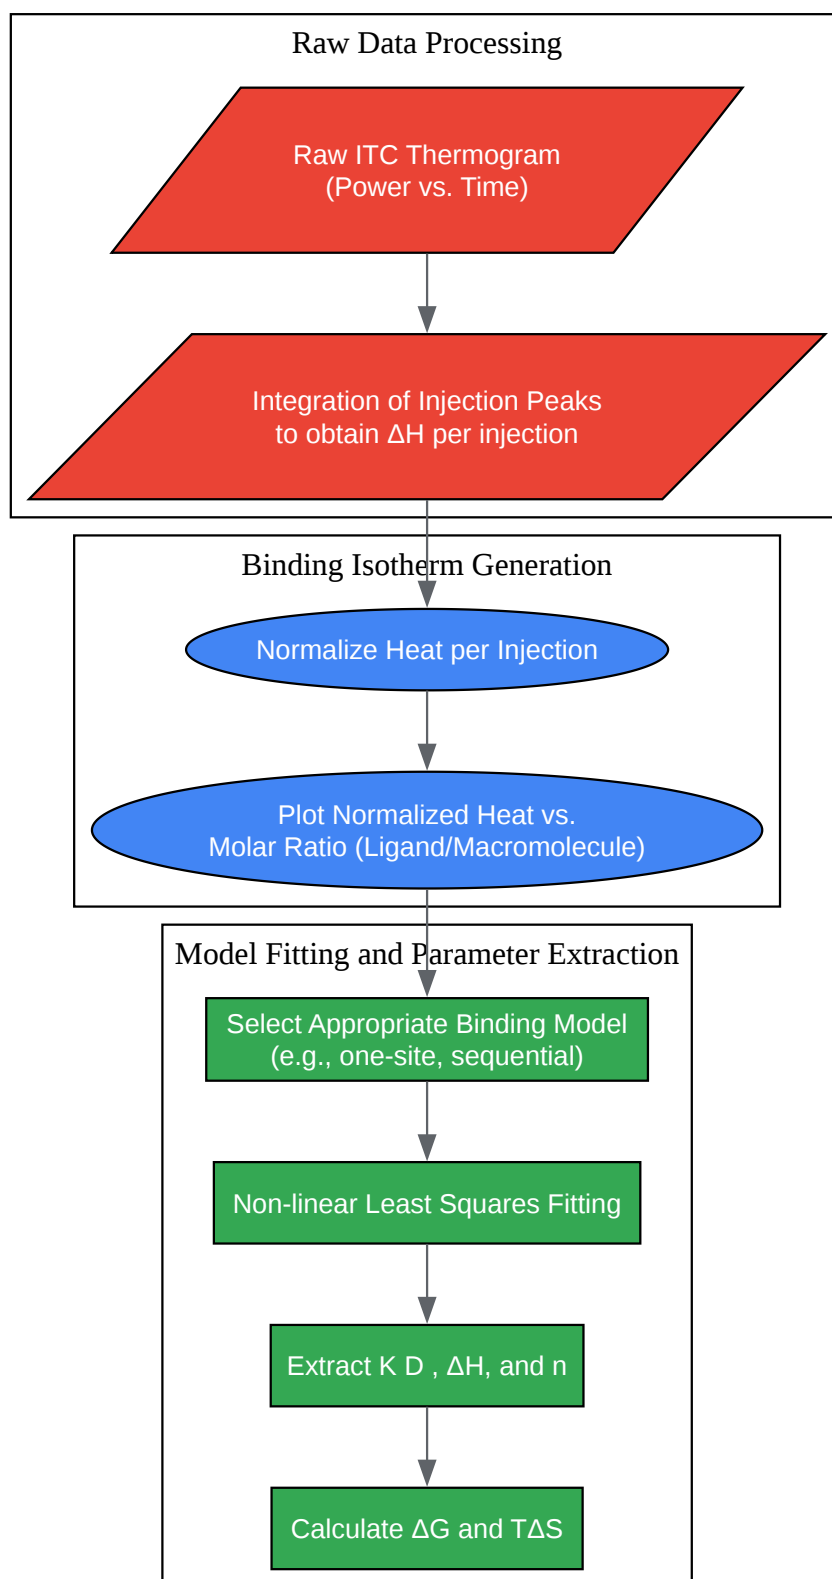 Raw Data Processing
Raw ITC Thermogram
(Power vs. Time)
Integration of Injection Peaks
to obtain ΔH per injection
Binding Isotherm Generation
Normalize Heat per Injection
Plot Normalized Heat vs.
Molar Ratio (Ligand/Macromolecule)
Model Fitting and Parameter Extraction
Select Appropriate Binding Model
(e.g., one-site, sequential)
Non-linear Least Squares Fitting
Extract K D , ΔH, and n
Calculate ΔG and TΔS